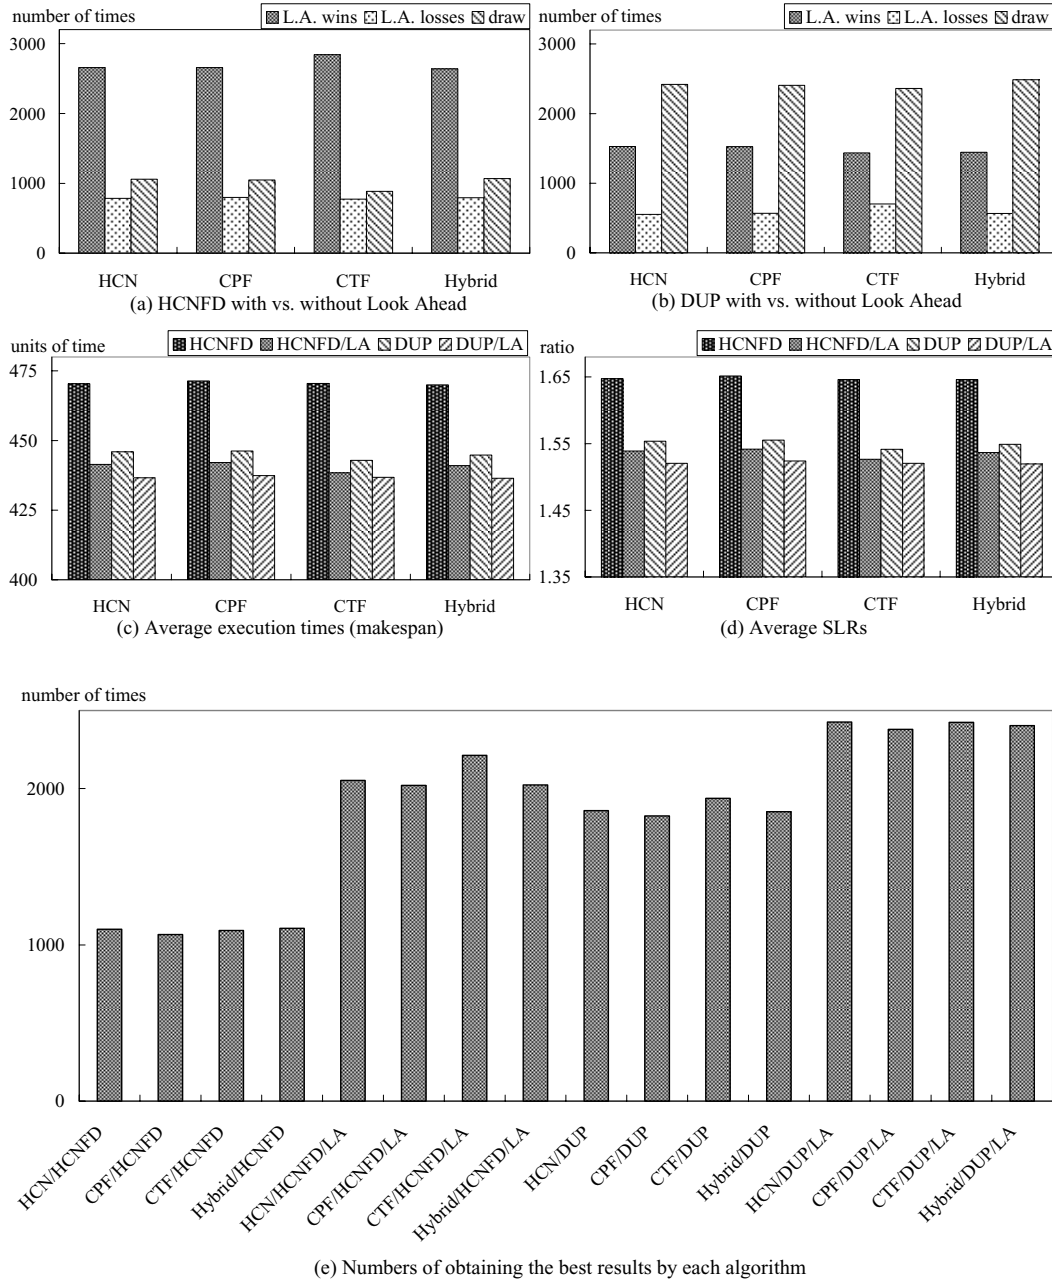 number of times
L.A. wins L.A. losses draw
3000
2000
1000
0
HCN CPF CTF Hybrid
(a) HCNFD with vs. without Look Ahead
number of times
L.A. wins L.A. losses draw
3000
2000
1000
0
HCN CPF CTF Hybrid
(b) DUP with vs. without Look Ahead
units of time
HCNFD HCNFD/LA DUP DUP/LA
475
450
425
400
HCN CPF CTF Hybrid
(c) Average execution times (makespan)
ratio
HCNFD HCNFD/LA DUP DUP/LA
1.65
1.55
1.45
1.35
HCN CPF CTF Hybrid
(d) Average SLRs
number of times
2000
1000
0
HCN/HCNFD
CPF/HCNFD
CTF/HCNFD
Hybrid/HCNFD
HCN/HCNFD/LA
CPF/HCNFD/LA
CTF/HCNFD/LA
Hybrid/HCNFD/LA
HCN/DUP
CPF/DUP
CTF/DUP
Hybrid/DUP
HCN/DUP/LA
CPF/DUP/LA
CTF/DUP/LA
Hybrid/DUP/LA
(e) Numbers of obtaining the best results by each algorithm